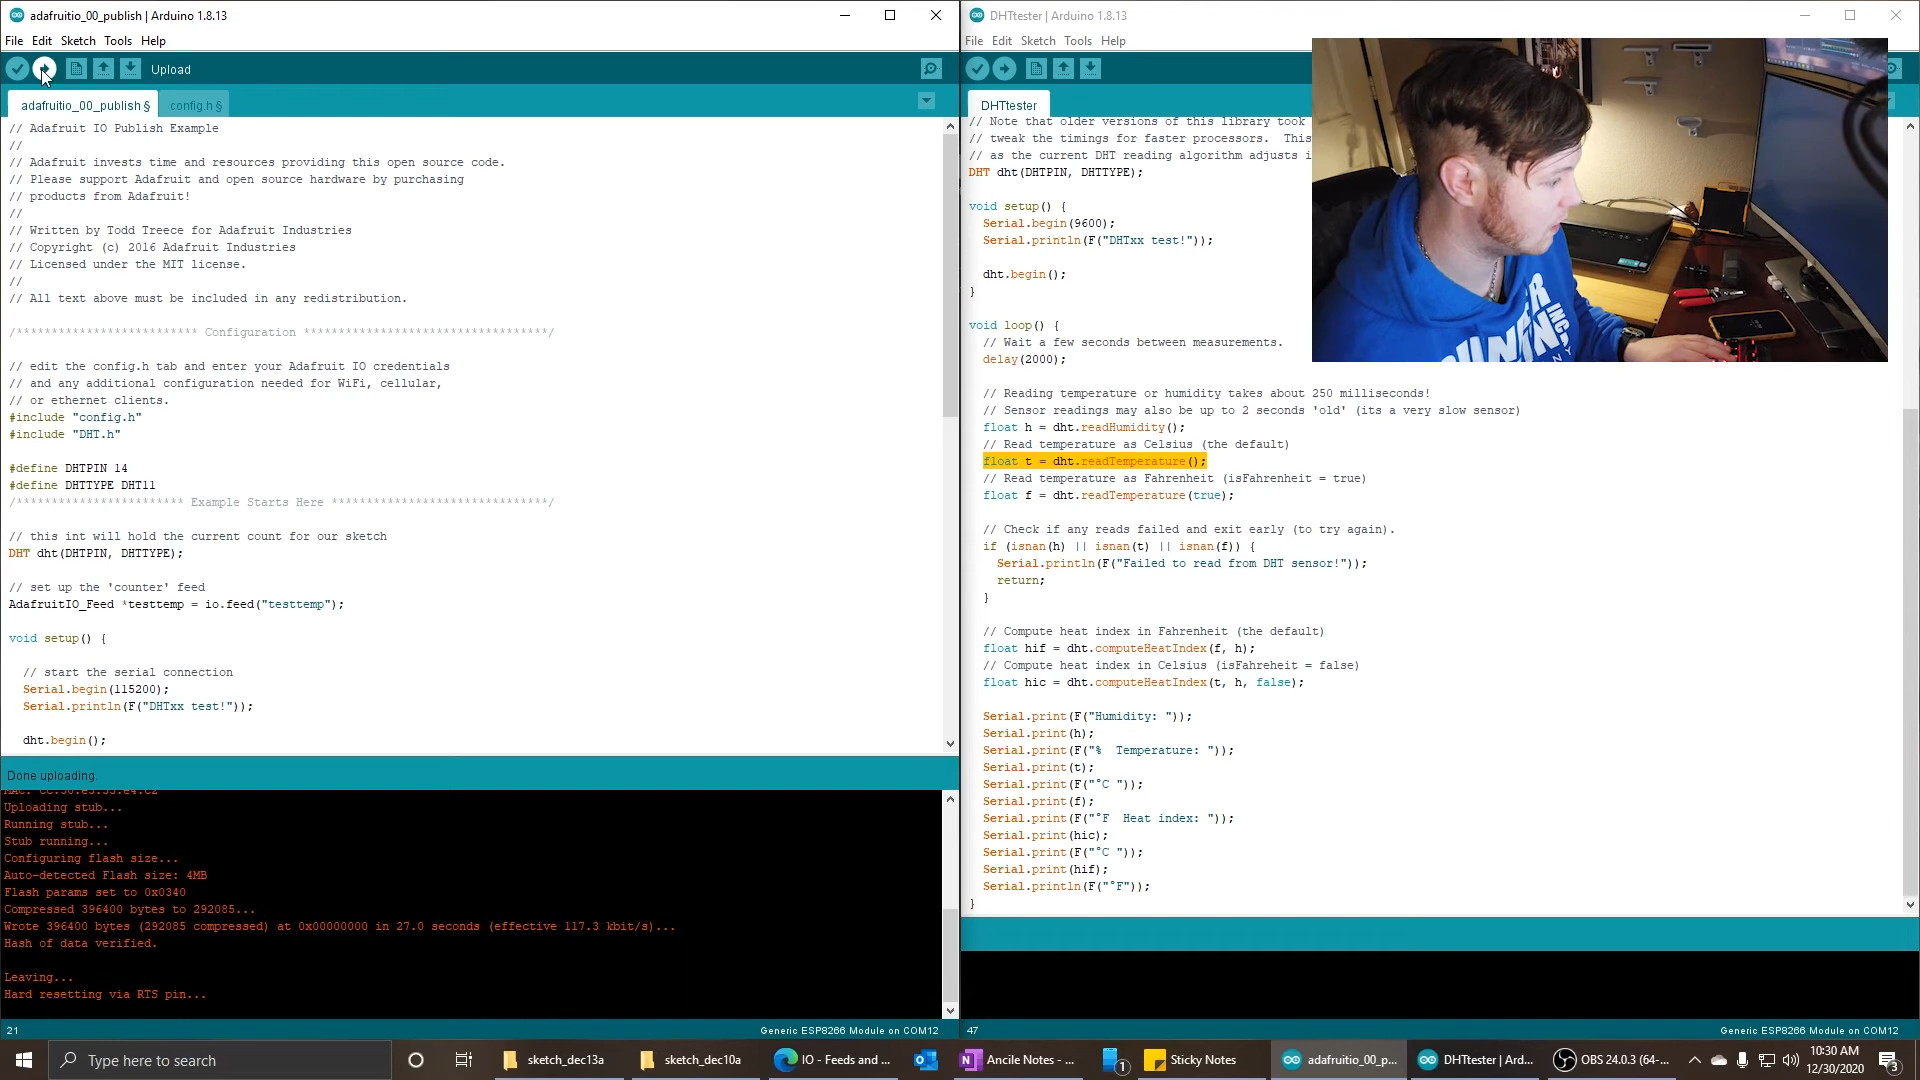 adafruitio_00_publish | Arduino 1.8.13
File Edit Sketch Tools Help
Upload
adafruitio_00_publish § config.h §
// Adafruit IO Publish Example
//
// Adafruit invests time and resources providing this open source code.
// Please support Adafruit and open source hardware by purchasing
// products from Adafruit!
//
// Written by Todd Treece for Adafruit Industries
// Copyright (c) 2016 Adafruit Industries
// Licensed under the MIT license.
//
// All text above must be included in any redistribution.
/************************** Configuration ***********************************/
// edit the config.h tab and enter your Adafruit IO credentials
// and any additional configuration needed for WiFi, cellular,
// or ethernet clients.
#include "config.h"
#include "DHT.h"
#define DHTPIN 14
#define DHTTYPE DHT11
/************************ Example Starts Here *******************************/
// this int will hold the current count for our sketch
DHT dht(DHTPIN, DHTTYPE);
// set up the 'counter' feed
AdafruitIO_Feed *testtemp = io.feed("testtemp");
void setup() {
// start the serial connection
Serial.begin(115200);
Serial.println(F("DHTxx test!"));
dht.begin();
Done uploading.
Uploading stub...
Running stub...
Stub running...
Configuring flash size...
Auto-detected Flash size: 4MB
Flash params set to 0x0340
Compressed 396400 bytes to 292085...
Wrote 396400 bytes (292085 compressed) at 0x00000000 in 27.0 seconds (effective 117.3 kbit/s)...
Hash of data verified.
Leaving...
Hard resetting via RTS pin...
21 Generic ESP8266 Module on COM12
DHTtester | Arduino 1.8.13
File Edit Sketch Tools Help
DHTtester
// Note that older versions of this library took
// tweak the timings for faster processors. This
// as the current DHT reading algorithm adjusts i
DHT dht(DHTPIN, DHTTYPE);
void setup() {
Serial.begin(9600);
Serial.println(F("DHTxx test!"));
dht.begin();
}
void loop() {
// Wait a few seconds between measurements.
delay(2000);
// Reading temperature or humidity takes about 250 milliseconds!
// Sensor readings may also be up to 2 seconds 'old' (its a very slow sensor)
float h = dht.readHumidity();
// Read temperature as Celsius (the default)
float t = dht.readTemperature();
// Read temperature as Fahrenheit (isFahrenheit = true)
float f = dht.readTemperature(true);
// Check if any reads failed and exit early (to try again).
if (isnan(h) || isnan(t) || isnan(f)) {
Serial.println(F("Failed to read from DHT sensor!"));
return;
}
// Compute heat index in Fahrenheit (the default)
float hif = dht.computeHeatIndex(f, h);
// Compute heat index in Celsius (isFahreheit = false)
float hic = dht.computeHeatIndex(t, h, false);
Serial.print(F("Humidity: "));
Serial.print(h);
Serial.print(F("%  Temperature: "));
Serial.print(t);
Serial.print(F("°C "));
Serial.print(f);
Serial.print(F("°F  Heat index: "));
Serial.print(hic);
Serial.print(F("°C "));
Serial.print(hif);
Serial.println(F("°F"));
}
47 Generic ESP8266 Module on COM12
Type here to search
sketch_dec13a
sketch_dec10a
IO - Feeds and ...
Ancile Notes - ...
1
Sticky Notes
adafruitio_00_p...
DHTtester | Ard...
OBS 24.0.3 (64-...
10:30 AM
12/30/2020
3